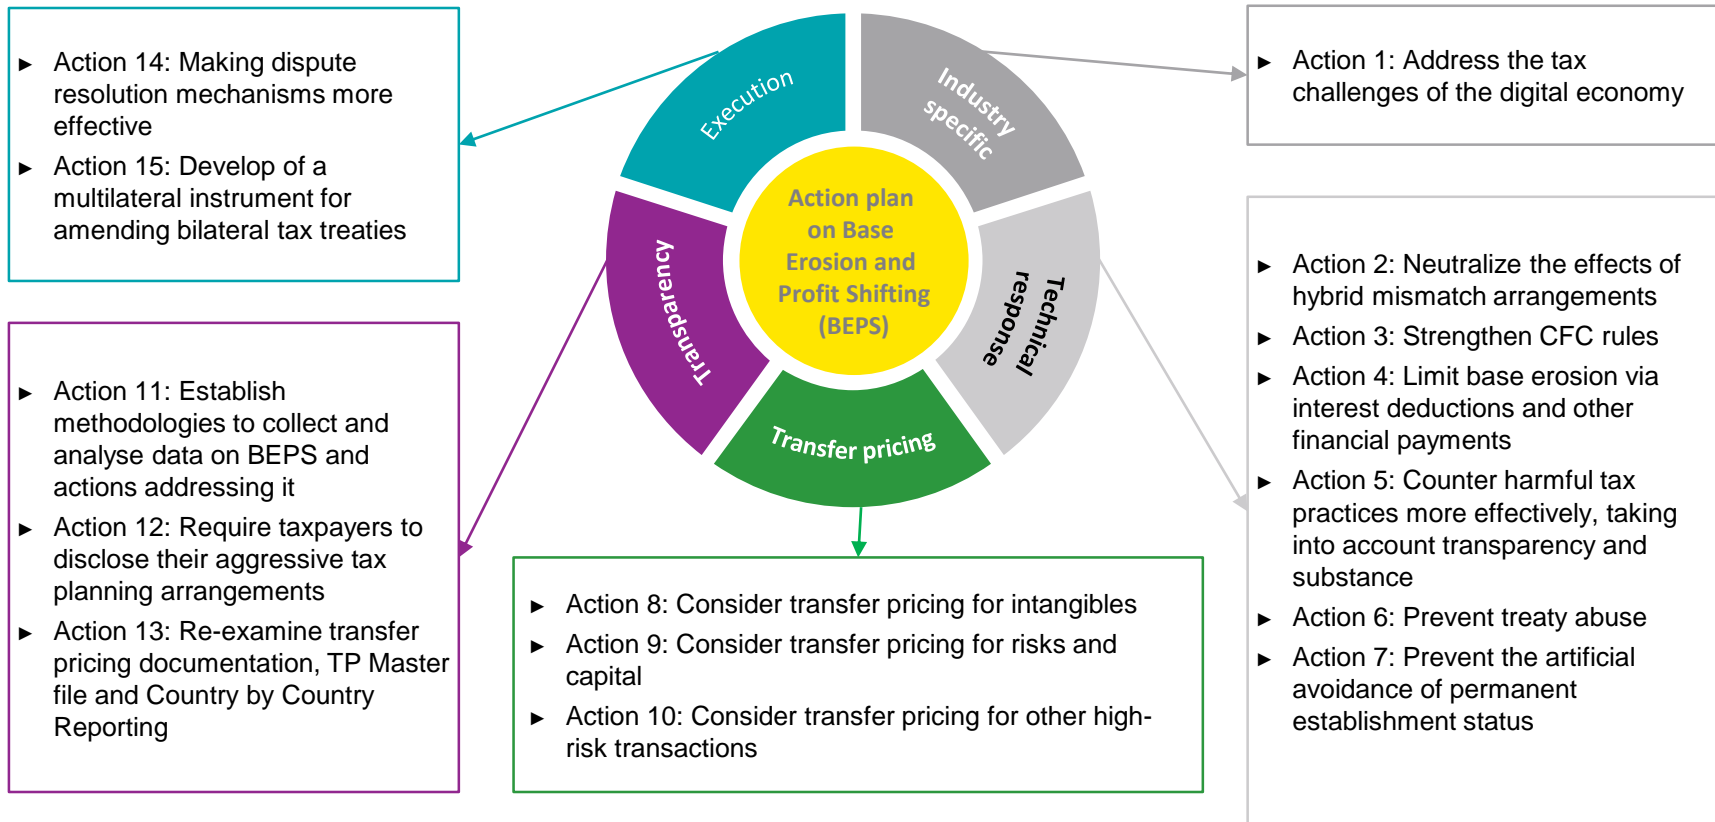 ► Action 14: Making dispute
resolution mechanisms more
effective
► Action 15: Develop of a
multilateral instrument for
amending bilateral tax treaties
Execution
Industry
specific
Technical
response
Transfer pricing
Transparency
Action plan
on Base
Erosion and
Profit Shifting
(BEPS)
► Action 1: Address the tax
challenges of the digital economy
► Action 2: Neutralize the effects of
hybrid mismatch arrangements
► Action 3: Strengthen CFC rules
► Action 4: Limit base erosion via
interest deductions and other
financial payments
► Action 5: Counter harmful tax
practices more effectively, taking
into account transparency and
substance
► Action 6: Prevent treaty abuse
► Action 7: Prevent the artificial
avoidance of permanent
establishment status
► Action 11: Establish
methodologies to collect and
analyse data on BEPS and
actions addressing it
► Action 12: Require taxpayers to
disclose their aggressive tax
planning arrangements
► Action 13: Re-examine transfer
pricing documentation, TP Master
file and Country by Country
Reporting
► Action 8: Consider transfer pricing for intangibles
► Action 9: Consider transfer pricing for risks and
capital
► Action 10: Consider transfer pricing for other high-
risk transactions